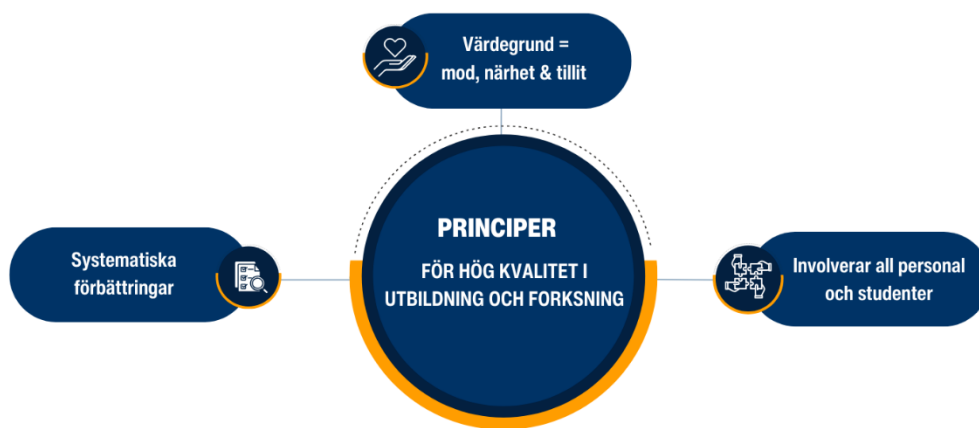 Värdegrund =
mod, närhet & tillit
PRINCIPER
FÖR HÖG KVALITET I
UTBILDNING OCH FORKSNING
Systematiska
förbättringar
Involverar all personal
och studenter